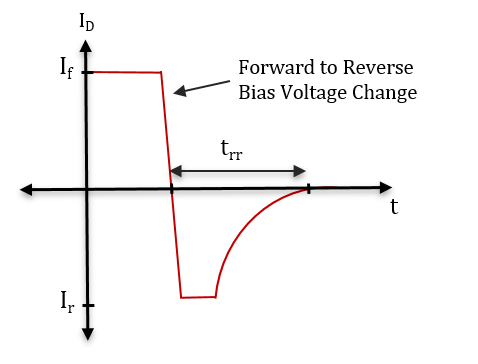 I_D
I_f
Forward to Reverse
Bias Voltage Change
t_rr
t
I_r